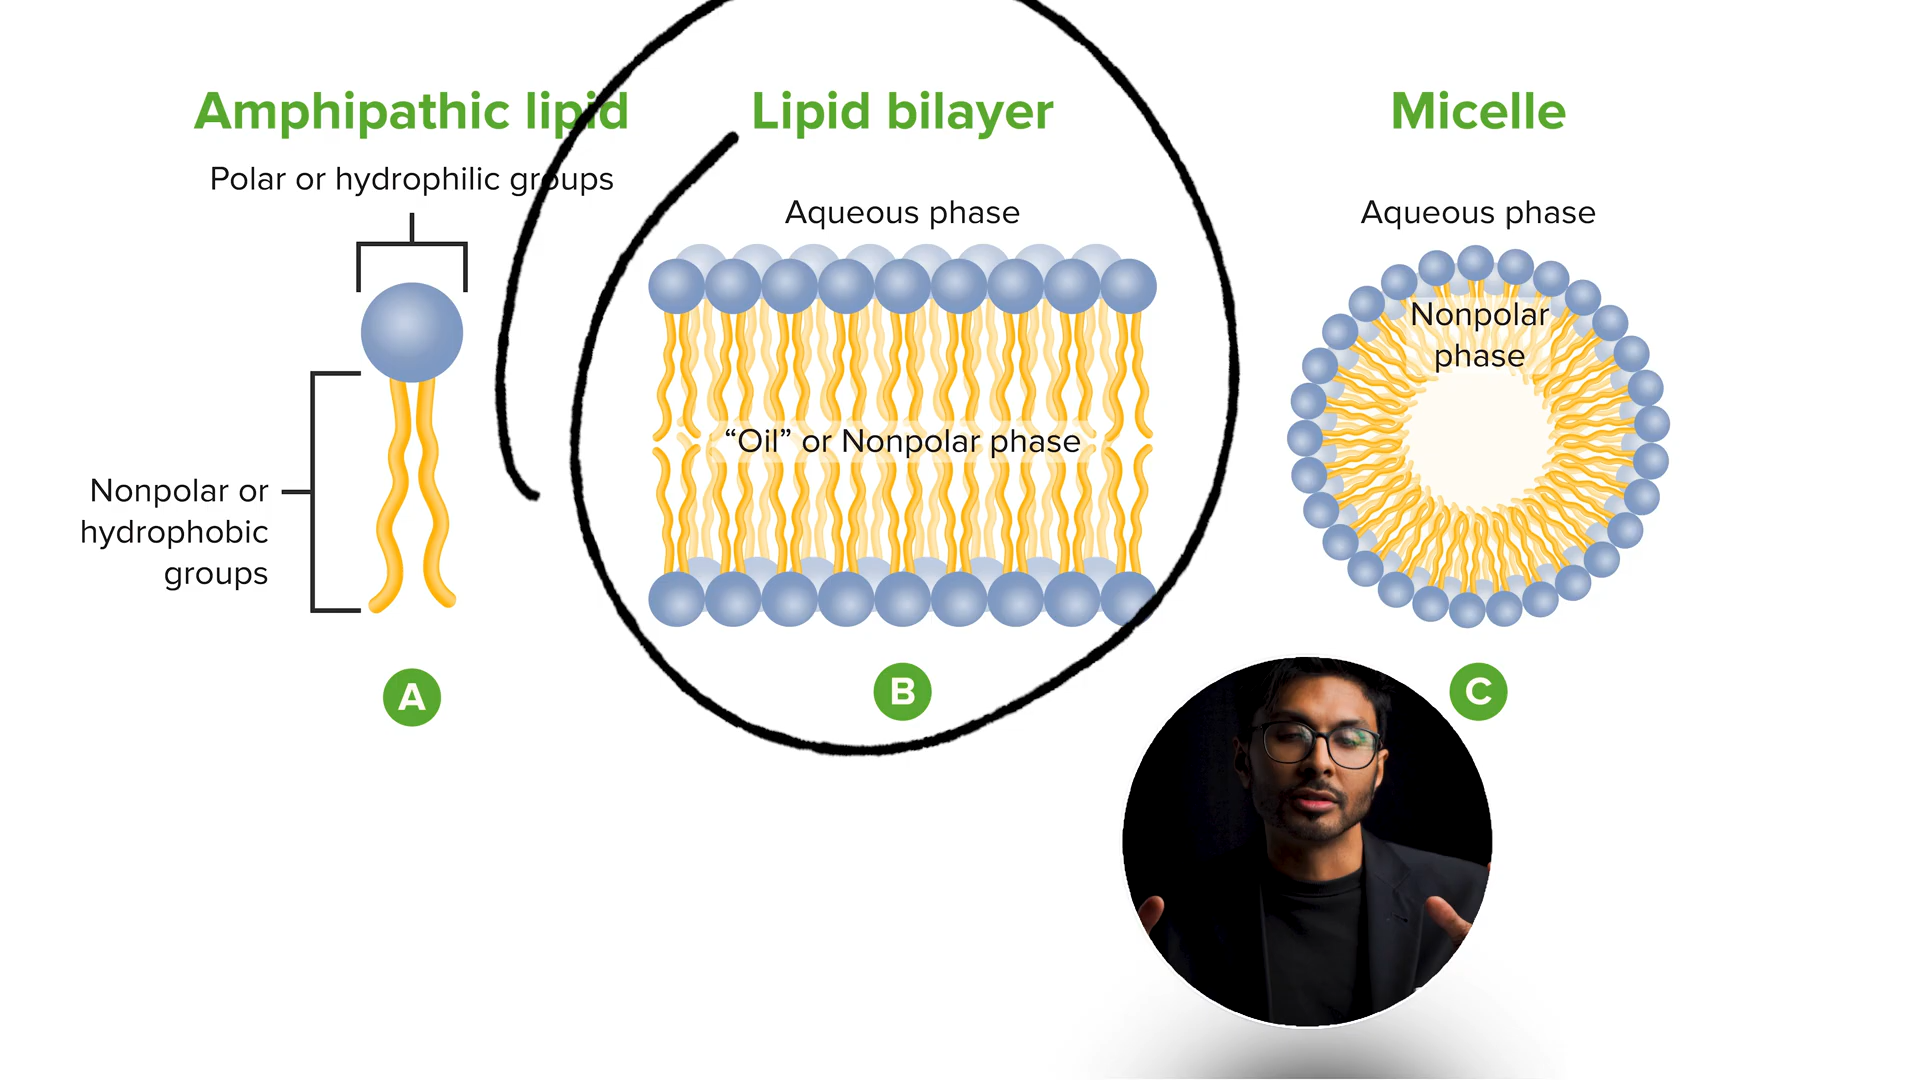 Amphipathic lipid
Polar or hydrophilic groups
Nonpolar or
hydrophobic
groups
A
Lipid bilayer
Aqueous phase
“Oil” or Nonpolar phase
B
Micelle
Aqueous phase
Nonpolar
phase
C